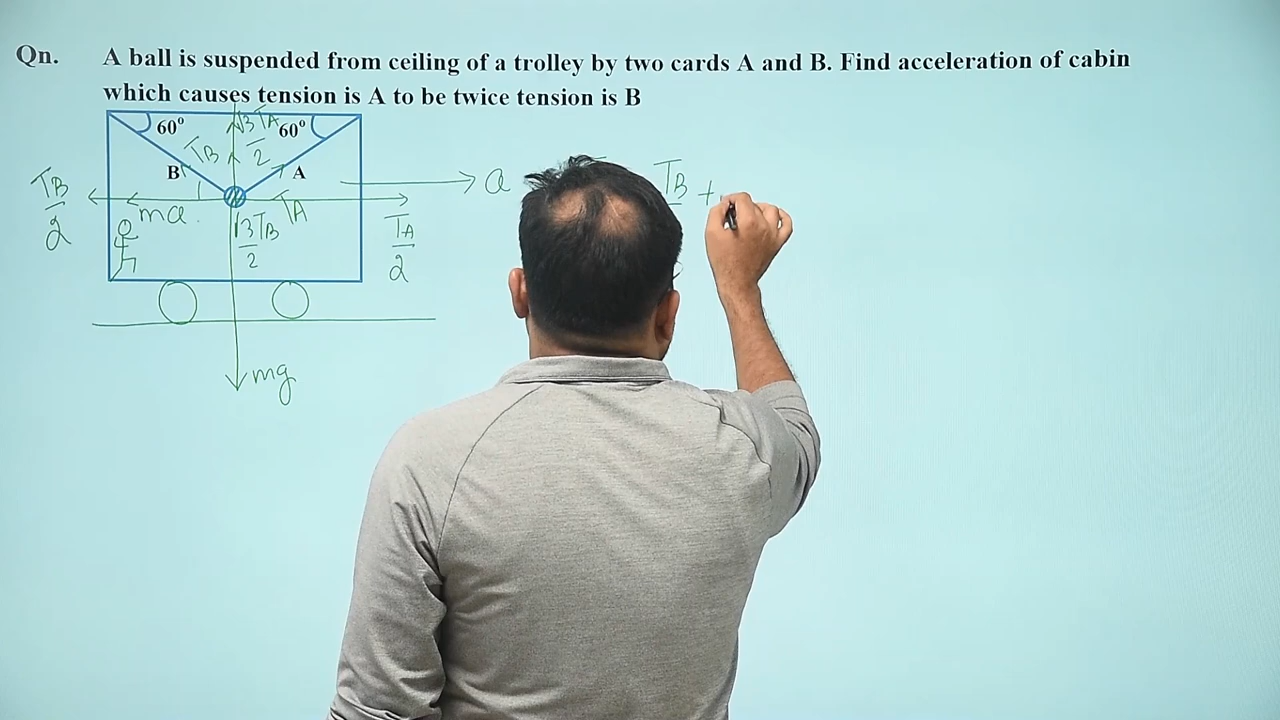 Qn. A ball is suspended from ceiling of a trolley by two cards A and B. Find acceleration of cabin
which causes tension is A to be twice tension is B
60° √3TA/2 60°
TB
B A
TB/2 a TB +
ma TA
√3TB/2 TA/2
mg